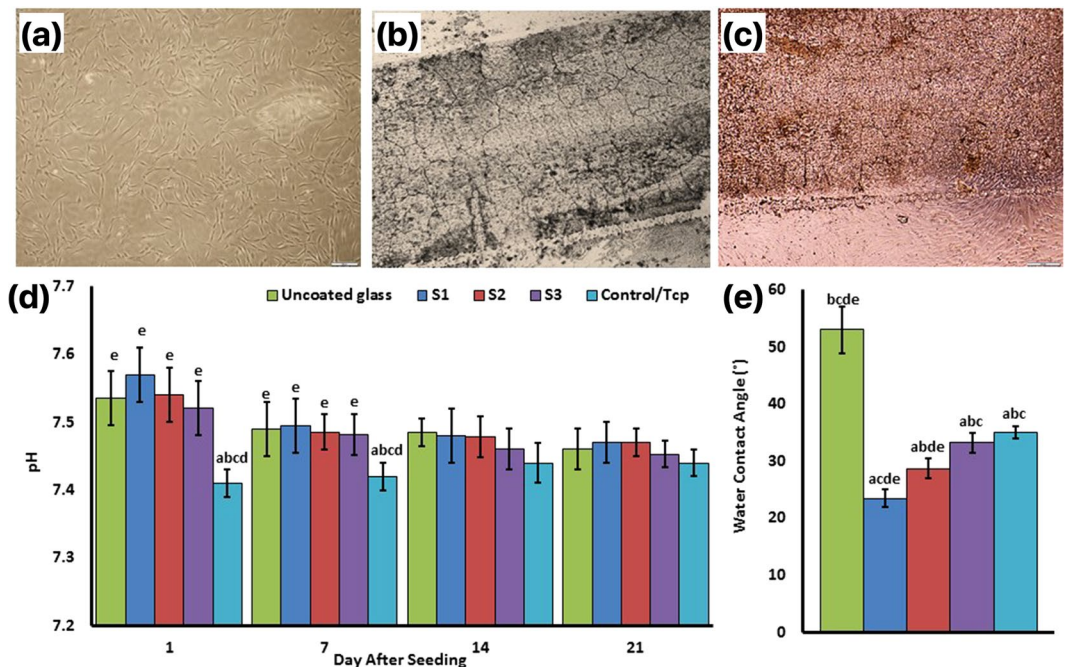 (a)
(b)
(c)
(d)
7.7
7.6
7.5
7.4
7.3
7.2
pH
Uncoated glass S1 S2 S3 Control/Tcp
e e e e abcd
e e e e abcd
1 7 14 21
Day After Seeding
(e)
60
50
40
30
20
10
0
Water Contact Angle (°)
bcde
acde
abde
abc
abc